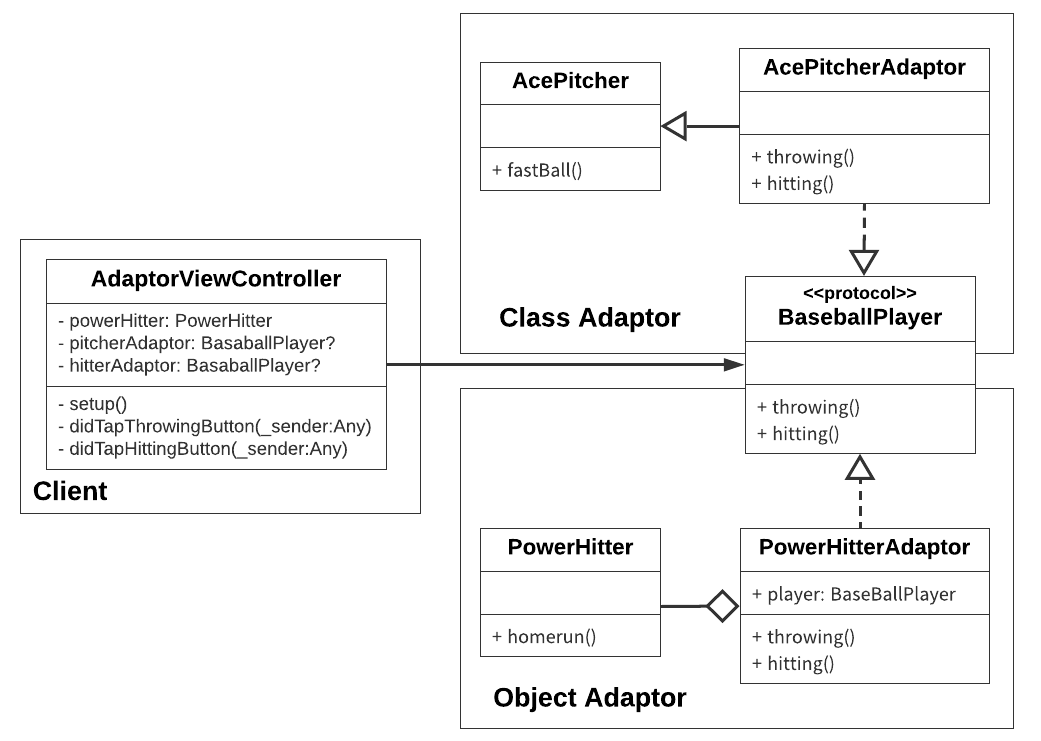 AcePitcher
+ fastBall()
AcePitcherAdaptor
+ throwing()
+ hitting()
Class Adaptor
<<protocol>>
BaseballPlayer
+ throwing()
+ hitting()
AdaptorViewController
- powerHitter: PowerHitter
- pitcherAdaptor: BasaballPlayer?
- hitterAdaptor: BasaballPlayer?
- setup()
- didTapThrowingButton(_sender:Any)
- didTapHittingButton(_sender:Any)
Client
PowerHitter
+ homerun()
PowerHitterAdaptor
+ player: BaseBallPlayer
+ throwing()
+ hitting()
Object Adaptor